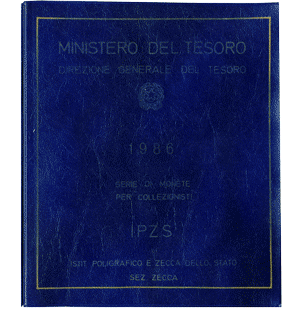 MINISTERO DEL TESORO
DIREZIONE GENERALE DEL TESORO
1986
SERIE DI MONETE
PER COLLEZIONISTI
IPZS
ISTIT POLIGRAFICO E ZECCA DELLO STATO
SEZ ZECCA